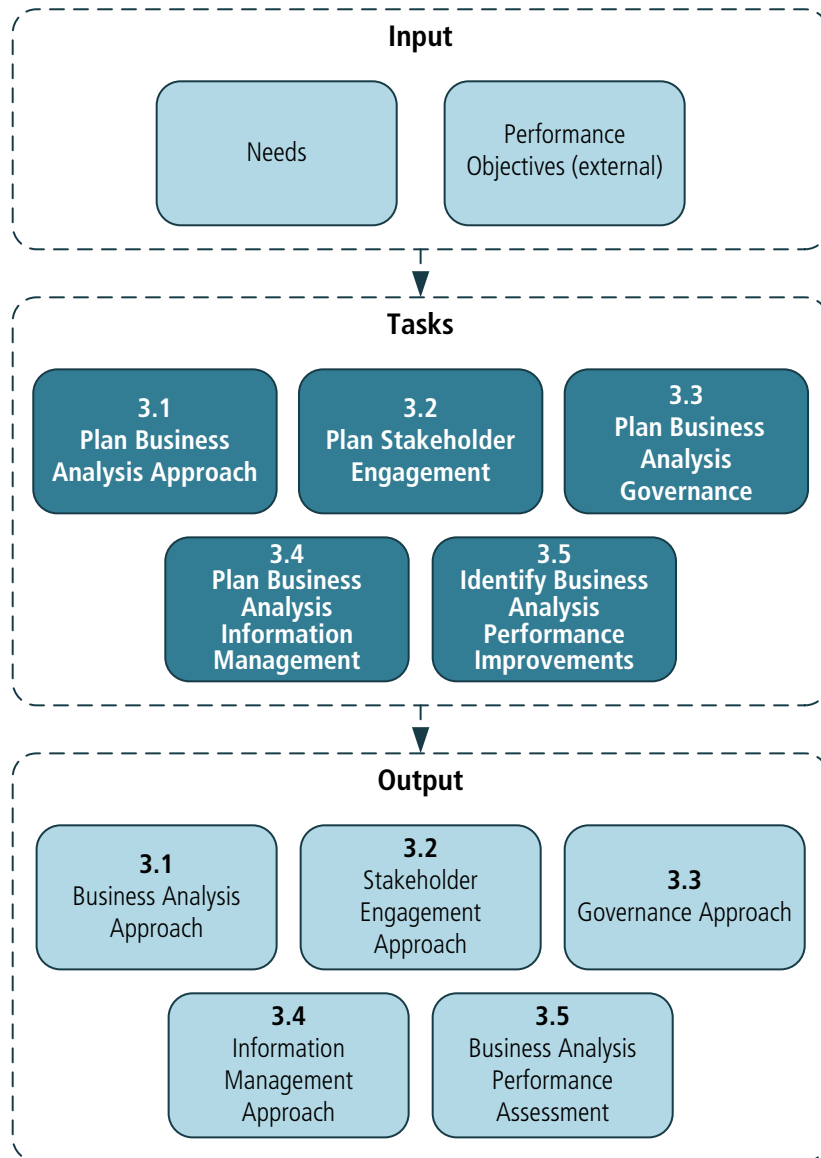 Input
Needs
Performance
Objectives (external)
Tasks
3.1
Plan Business
Analysis Approach
3.2
Plan Stakeholder
Engagement
3.3
Plan Business
Analysis
Governance
3.4
Plan Business
Analysis
Information
Management
3.5
Identify Business
Analysis
Performance
Improvements
Output
3.1
Business Analysis
Approach
3.2
Stakeholder
Engagement
Approach
3.3
Governance Approach
3.4
Information
Management
Approach
3.5
Business Analysis
Performance
Assessment